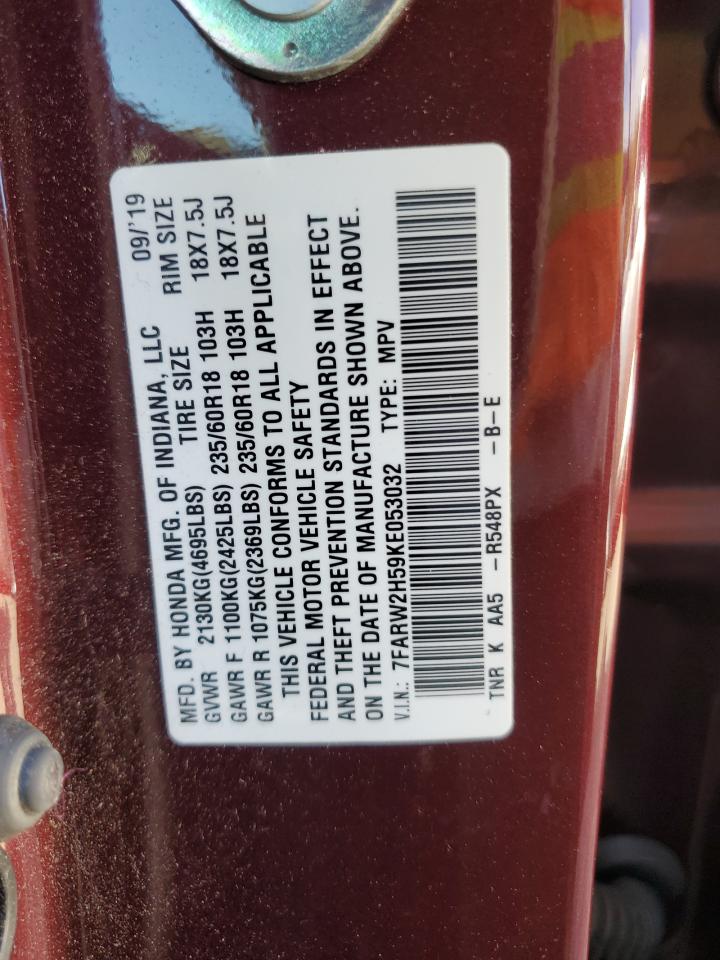 MFD. BY HONDA MFG. OF INDIANA, LLC 09/'19
GVWR 2130KG(4695LBS) TIRE SIZE RIM SIZE
GAWR F 1100KG(2425LBS) 235/60R18 103H 18X7.5J
GAWR R 1075KG(2369LBS) 235/60R18 103H 18X7.5J
THIS VEHICLE CONFORMS TO ALL APPLICABLE
FEDERAL MOTOR VEHICLE SAFETY
AND THEFT PREVENTION STANDARDS IN EFFECT
ON THE DATE OF MANUFACTURE SHOWN ABOVE.
V.I.N.: 7FARW2H59KE053032 TYPE: MPV
TNR K AA5 -R548PX -B-E